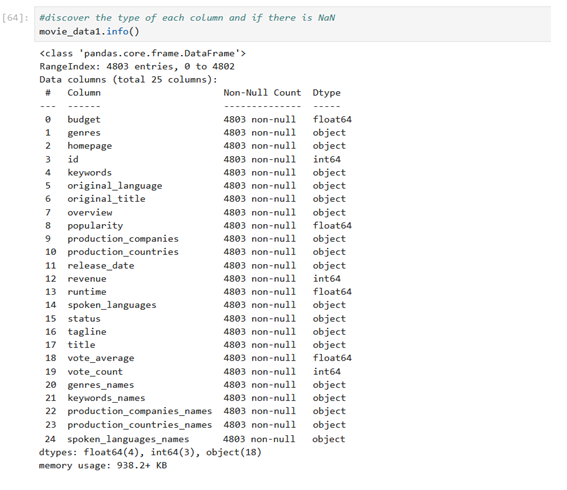 [64]: #discover the type of each column and if there is NaN
movie_data1.info()
<class 'pandas.core.frame.DataFrame'>
RangeIndex: 4803 entries, 0 to 4802
Data columns (total 25 columns):
 #   Column                      Non-Null Count  Dtype
---  ------                      --------------  -----
 0   budget                      4803 non-null   float64
 1   genres                      4803 non-null   object
 2   homepage                    4803 non-null   object
 3   id                          4803 non-null   int64
 4   keywords                    4803 non-null   object
 5   original_language           4803 non-null   object
 6   original_title              4803 non-null   object
 7   overview                    4803 non-null   object
 8   popularity                  4803 non-null   float64
 9   production_companies        4803 non-null   object
 10  production_countries        4803 non-null   object
 11  release_date                4803 non-null   object
 12  revenue                     4803 non-null   int64
 13  runtime                     4803 non-null   float64
 14  spoken_languages            4803 non-null   object
 15  status                      4803 non-null   object
 16  tagline                     4803 non-null   object
 17  title                       4803 non-null   object
 18  vote_average                4803 non-null   float64
 19  vote_count                  4803 non-null   int64
 20  genres_names                4803 non-null   object
 21  keywords_names              4803 non-null   object
 22  production_companies_names  4803 non-null   object
 23  production_countries_names  4803 non-null   object
 24  spoken_languages_names      4803 non-null   object
dtypes: float64(4), int64(3), object(18)
memory usage: 938.2+ KB